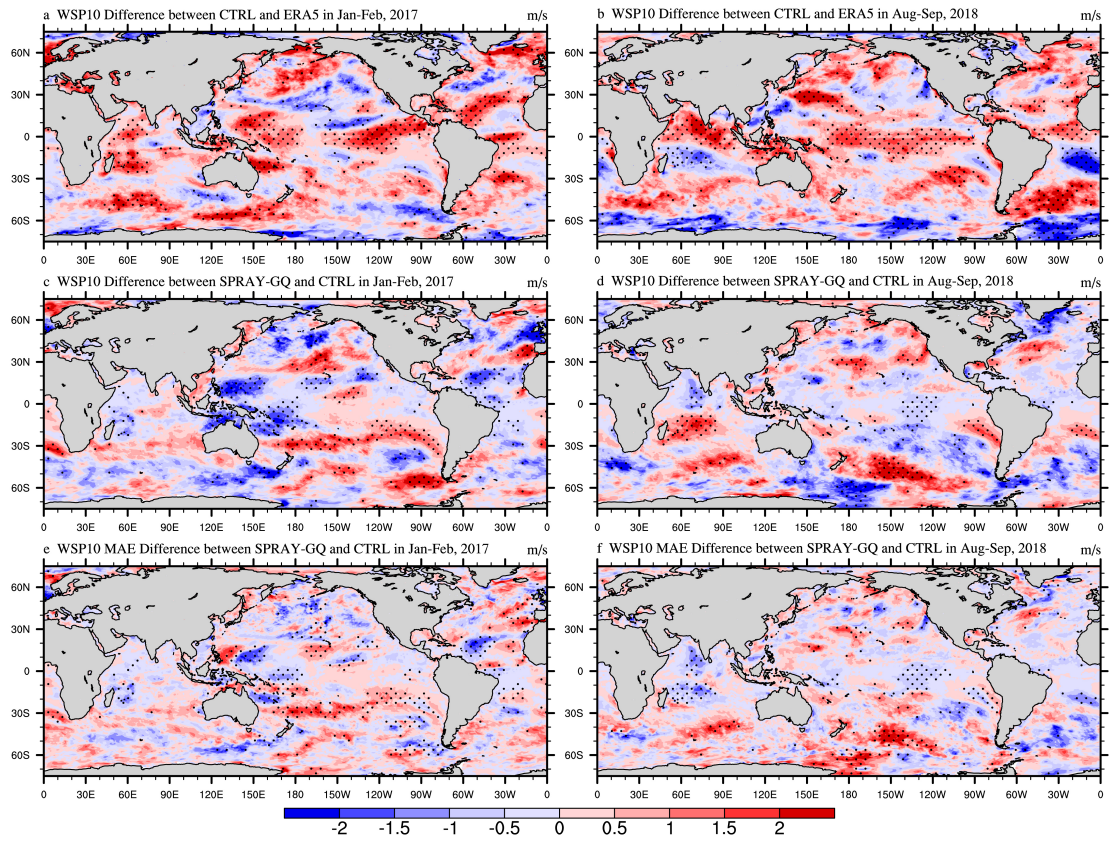 a WSP10 Difference between CTRL and ERA5 in Jan-Feb, 2017 m/s
60N
30N
0
30S
60S
0 30E 60E 90E 120E 150E 180 150W 120W 90W 60W 30W 0
b WSP10 Difference between CTRL and ERA5 in Aug-Sep, 2018 m/s
60N
30N
0
30S
60S
0 30E 60E 90E 120E 150E 180 150W 120W 90W 60W 30W 0
c WSP10 Difference between SPRAY-GQ and CTRL in Jan-Feb, 2017 m/s
60N
30N
0
30S
60S
0 30E 60E 90E 120E 150E 180 150W 120W 90W 60W 30W 0
d WSP10 Difference between SPRAY-GQ and CTRL in Aug-Sep, 2018 m/s
60N
30N
0
30S
60S
0 30E 60E 90E 120E 150E 180 150W 120W 90W 60W 30W 0
e WSP10 MAE Difference between SPRAY-GQ and CTRL in Jan-Feb, 2017 m/s
60N
30N
0
30S
60S
0 30E 60E 90E 120E 150E 180 150W 120W 90W 60W 30W 0
f WSP10 MAE Difference between SPRAY-GQ and CTRL in Aug-Sep, 2018 m/s
60N
30N
0
30S
60S
0 30E 60E 90E 120E 150E 180 150W 120W 90W 60W 30W 0
-2 -1.5 -1 -0.5 0 0.5 1 1.5 2